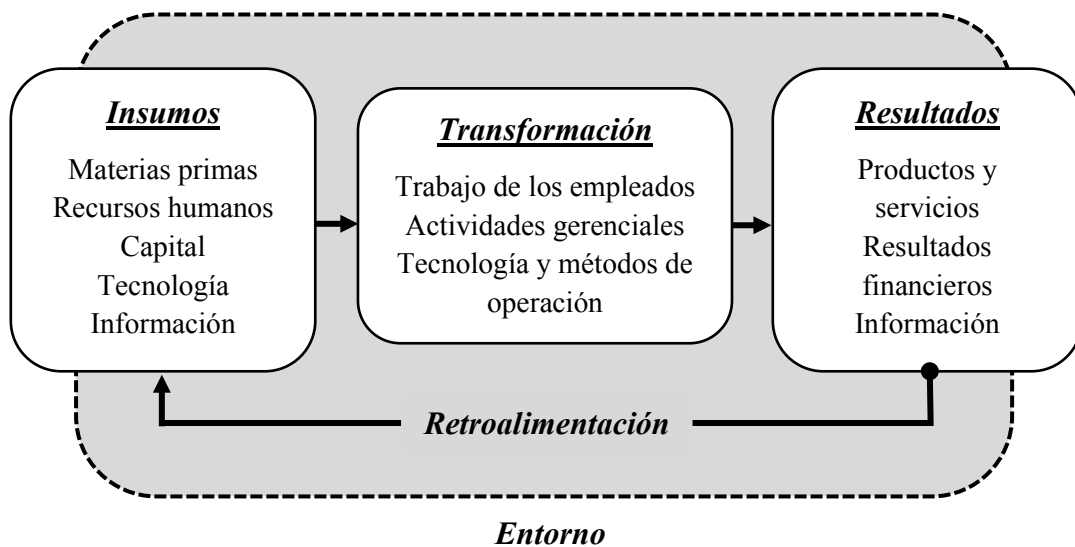 Insumos
Materias primas
Recursos humanos
Capital
Tecnología
Información
Transformación
Trabajo de los empleados
Actividades gerenciales
Tecnología y métodos de
operación
Resultados
Productos y
servicios
Resultados
financieros
Información
Retroalimentación
Entorno